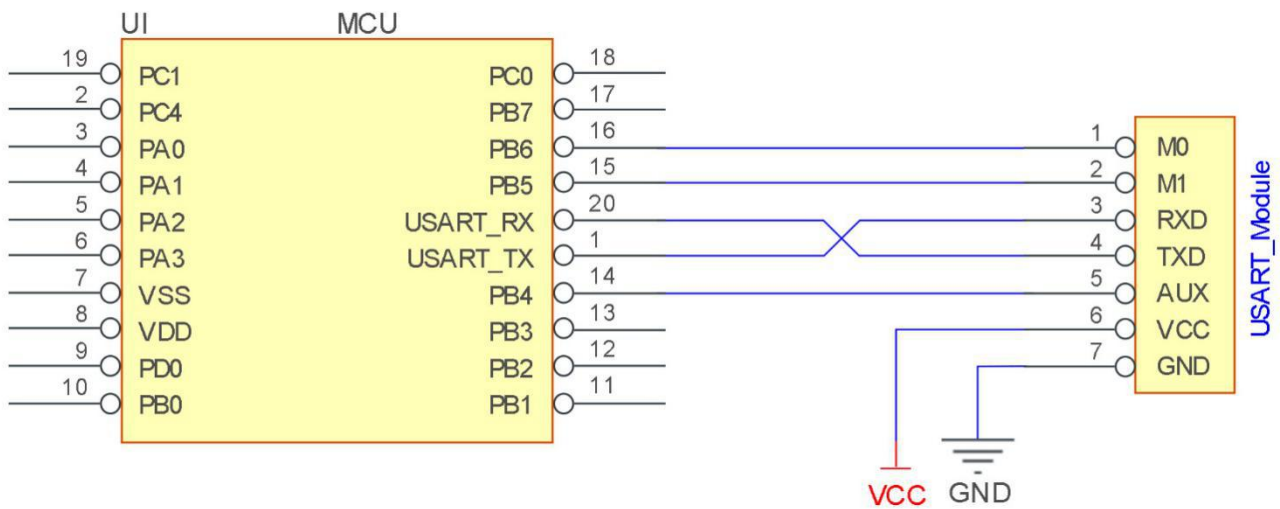 UI MCU
19 PC1 PC0 18
2 PC4 PB7 17
3 PA0 PB6 16 1 M0
4 PA1 PB5 15 2 M1
5 PA2 USART_RX 20 3 RXD
6 PA3 USART_TX 1 4 TXD
7 VSS PB4 14 5 AUX
8 VDD PB3 13 6 VCC
9 PD0 PB2 12 7 GND
10 PB0 PB1 11
USART_Module
VCC GND